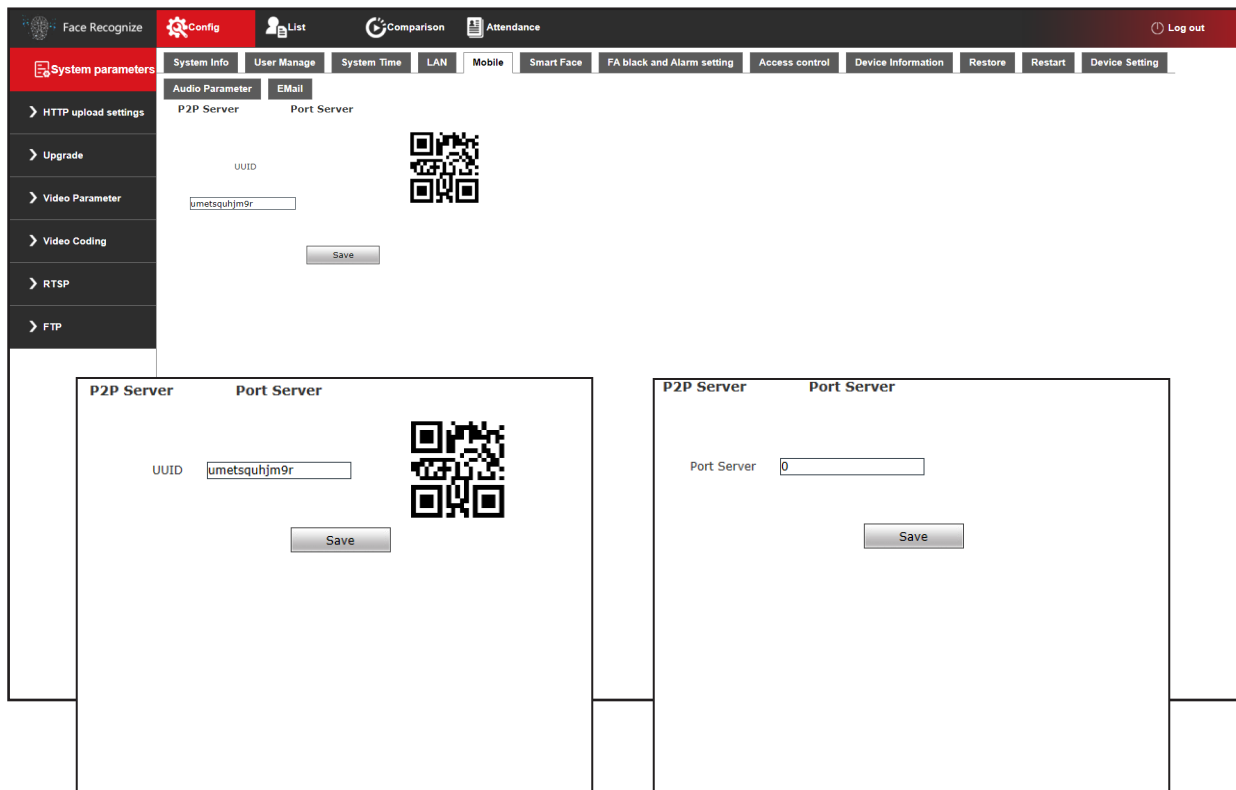 Face Recognize Config List Comparison Attendance Log out
System parameters System Info User Manage System Time LAN Mobile Smart Face FA black and Alarm setting Access control Device Information Restore Restart Device Setting
Audio Parameter EMail
HTTP upload settings
P2P Server Port Server
Upgrade
UUID
Video Parameter
umetsquhjm9r
Video Coding
Save
RTSP
FTP
P2P Server Port Server
UUID umetsquhjm9r
Save
P2P Server Port Server
Port Server 0
Save